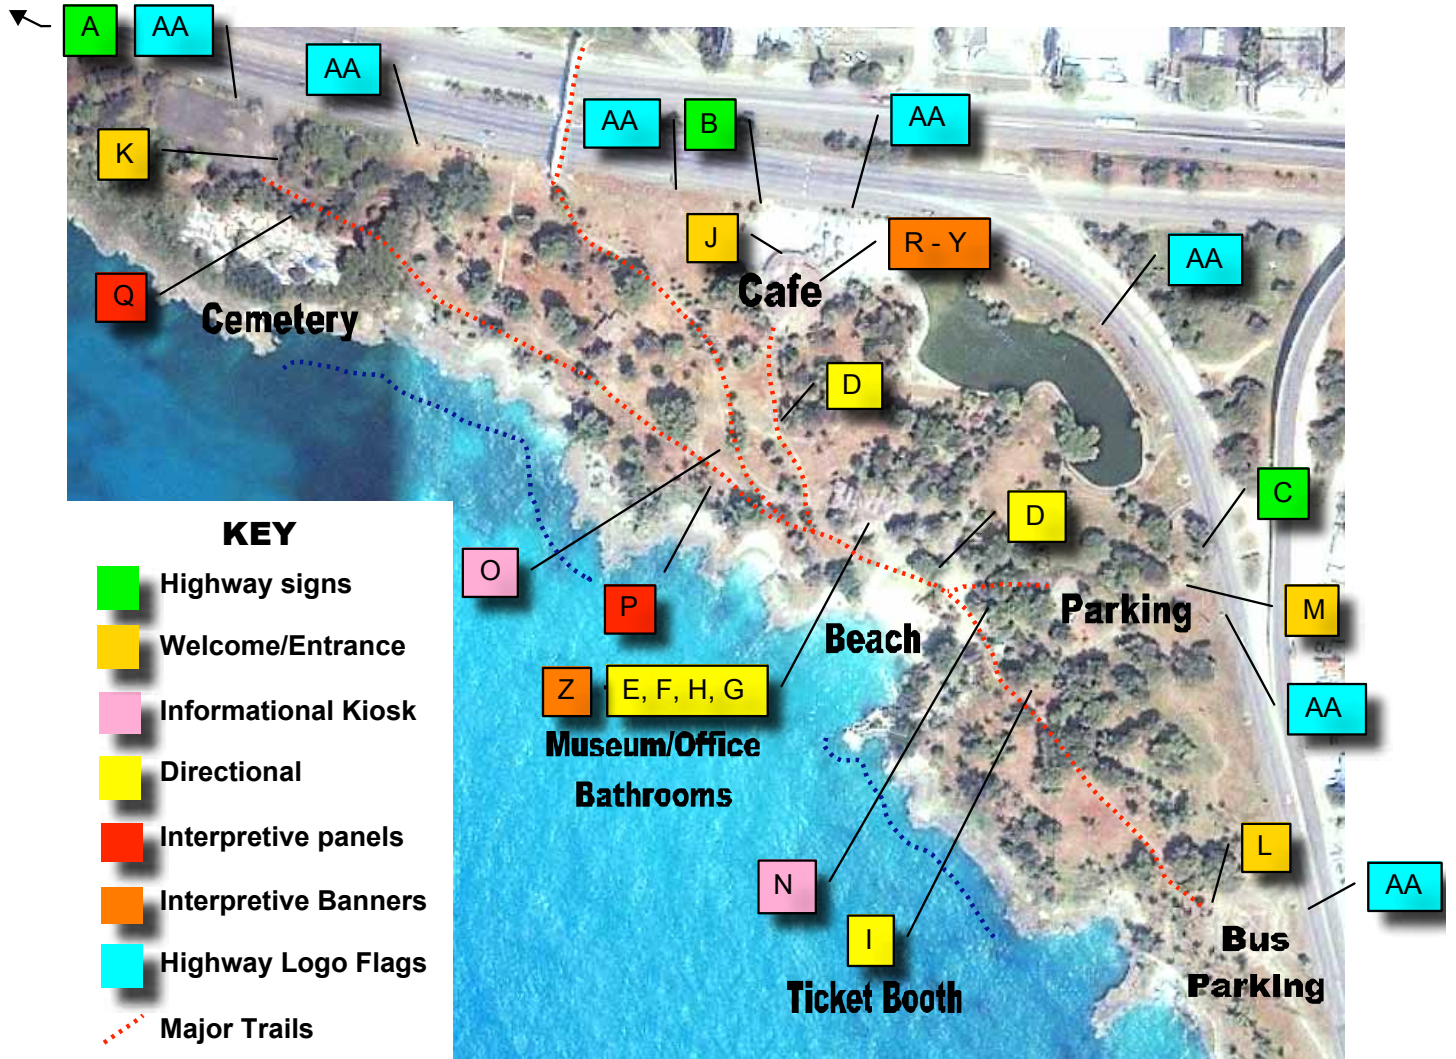 A
AA
AA
AA
B
AA
K
J
R - Y
AA
Q
Cafe
Cemetery
D
C
D
O
P
M
Parking
Beach
Z
E, F, H, G
AA
Museum/Office
Bathrooms
L
N
AA
I
Bus
Parking
Ticket Booth
KEY
Highway signs
Welcome/Entrance
Informational Kiosk
Directional
Interpretive panels
Interpretive Banners
Highway Logo Flags
Major Trails